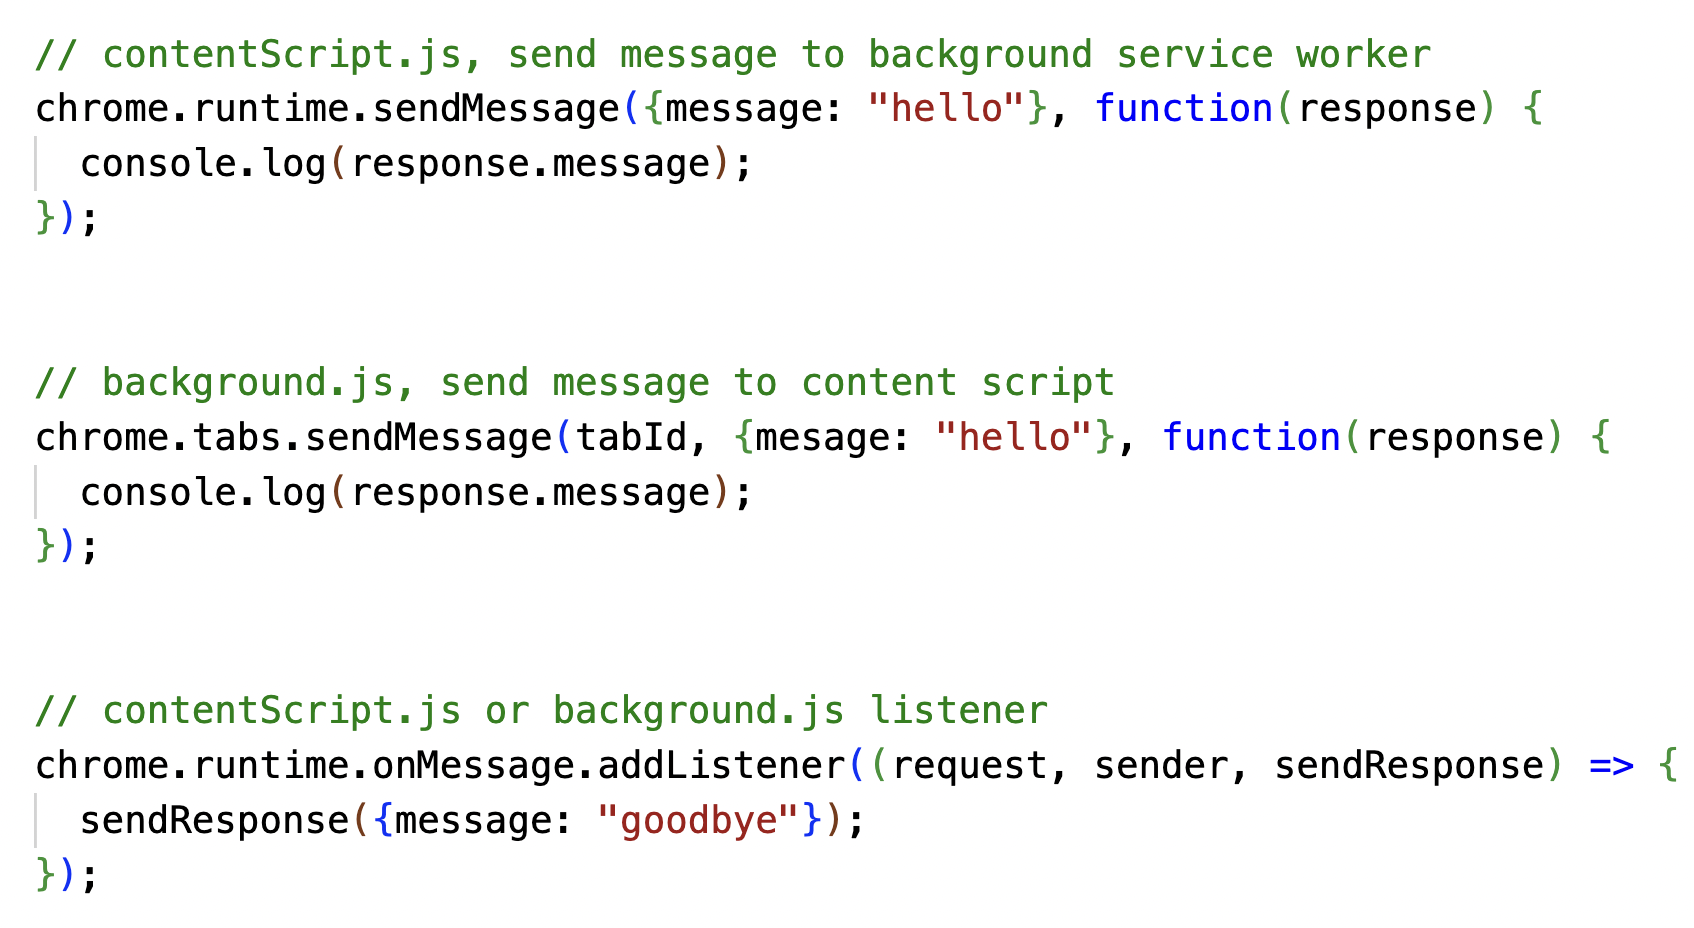 // contentScript.js, send message to background service worker
chrome.runtime.sendMessage({message: "hello"}, function(response) {
  console.log(response.message);
});
// background.js, send message to content script
chrome.tabs.sendMessage(tabId, {mesage: "hello"}, function(response) {
  console.log(response.message);
});
// contentScript.js or background.js listener
chrome.runtime.onMessage.addListener((request, sender, sendResponse) => {
  sendResponse({message: "goodbye"});
});